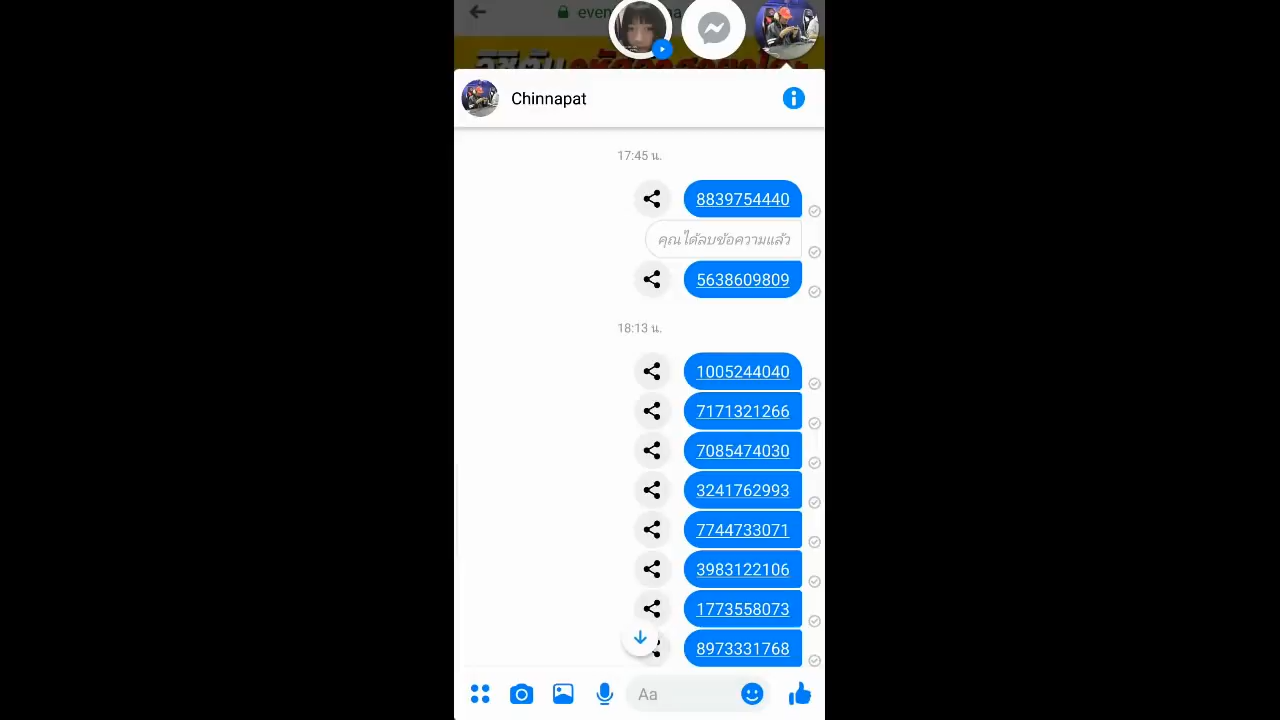 Chinnapat
17:45 น.
8839754440
คุณได้ลบข้อความแล้ว
5638609809
18:13 น.
1005244040
7171321266
7085474030
3241762993
7744733071
3983122106
1773558073
8973331768
Aa